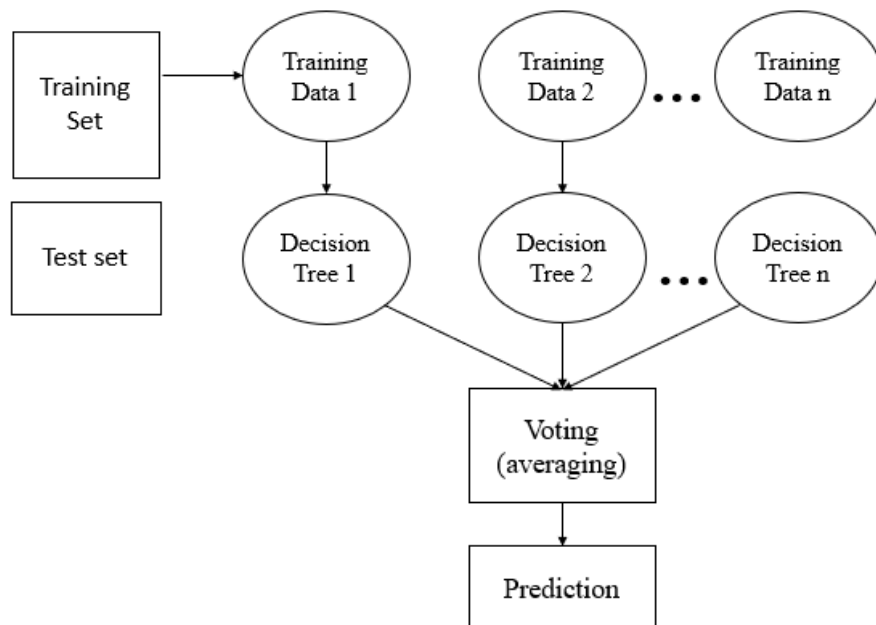 Training
Set
Training
Data 1
Training
Data 2
...
Training
Data n
Test set
Decision
Tree 1
Decision
Tree 2
...
Decision
Tree n
Voting
(averaging)
Prediction